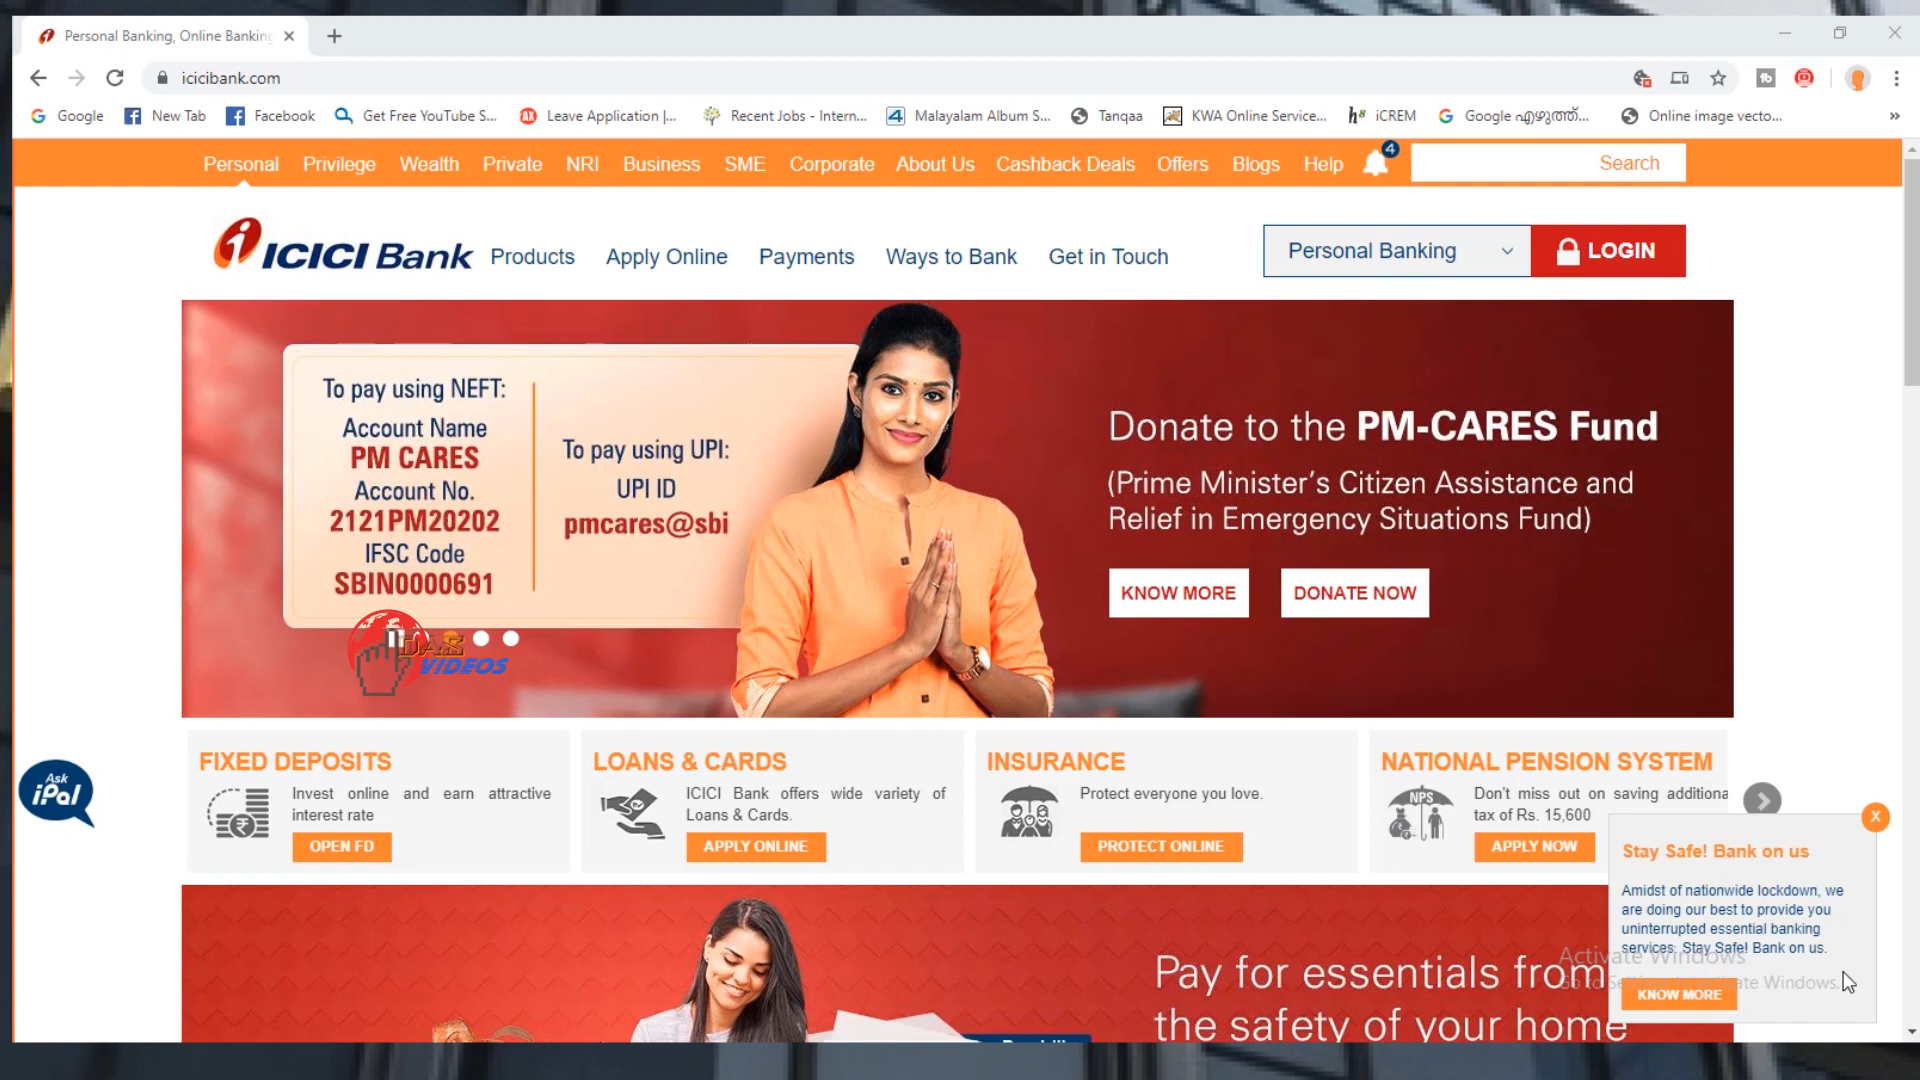 Personal Banking, Online Banking
icicibank.com
Google
New Tab
Facebook
Get Free YouTube S...
Leave Application |...
Recent Jobs - Intern...
Malayalam Album S...
Tanqaa
KWA Online Service...
iCREM
Google എഴുത്ത്...
Online image vecto...
Personal
Privilege
Wealth
Private
NRI
Business
SME
Corporate
About Us
Cashback Deals
Offers
Blogs
Help
4
Search
ICICI Bank
Products
Apply Online
Payments
Ways to Bank
Get in Touch
Personal Banking
LOGIN
To pay using NEFT:
Account Name
PM CARES
Account No.
2121PM20202
IFSC Code
SBIN0000691
To pay using UPI:
UPI ID
pmcares@sbi
Donate to the PM-CARES Fund
(Prime Minister's Citizen Assistance and
Relief in Emergency Situations Fund)
KNOW MORE
DONATE NOW
DAS
VIDEOS
FIXED DEPOSITS
Invest online and earn attractive
interest rate
OPEN FD
LOANS & CARDS
ICICI Bank offers wide variety of
Loans & Cards.
APPLY ONLINE
INSURANCE
Protect everyone you love.
PROTECT ONLINE
NATIONAL PENSION SYSTEM
NPS
Don't miss out on saving additiona
tax of Rs. 15,600
APPLY NOW
Ask
iPal
X
Stay Safe! Bank on us
Amidst of nationwide lockdown, we
are doing our best to provide you
uninterrupted essential banking
services. Stay Safe! Bank on us.
KNOW MORE
Activate Windows
Pay for essentials from
the safety of your home